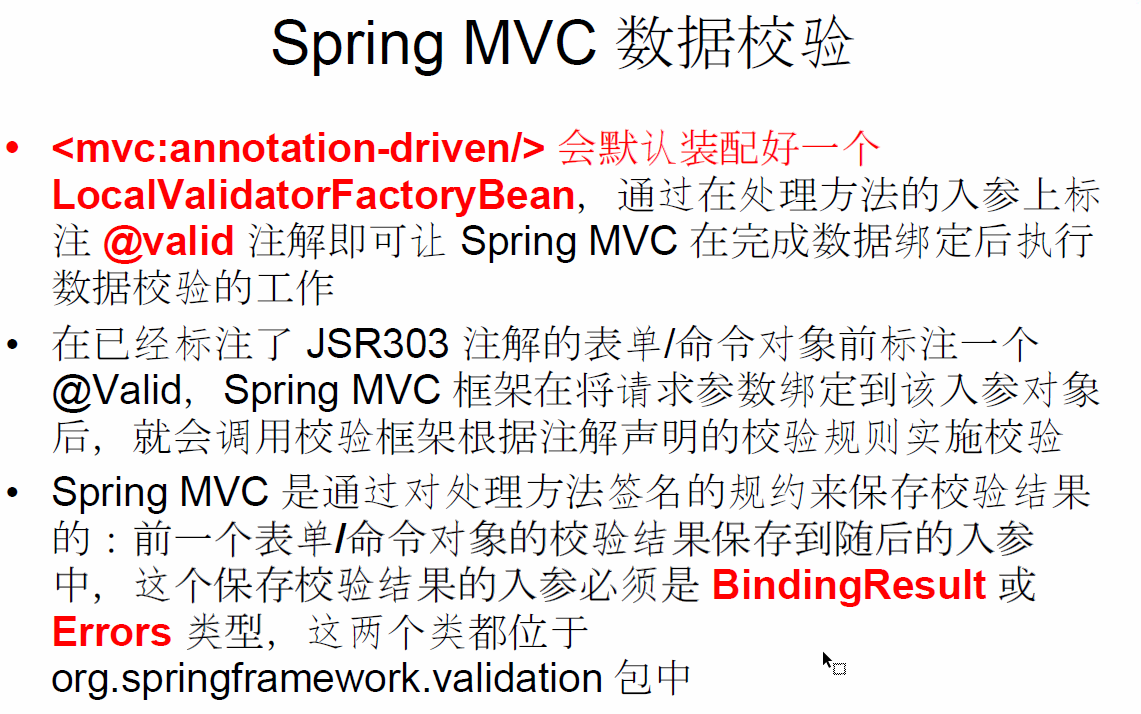 Spring MVC 数据校验
• <mvc:annotation-driven/> 会默认装配好一个
LocalValidatorFactoryBean，通过在处理方法的入参上标
注 @valid 注解即可让 Spring MVC 在完成数据绑定后执行
数据校验的工作
• 在已经标注了 JSR303 注解的表单/命令对象前标注一个
@Valid，Spring MVC 框架在将请求参数绑定到该入参对象
后，就会调用校验框架根据注解声明的校验规则实施校验
• Spring MVC 是通过对处理方法签名的规约来保存校验结果
的：前一个表单/命令对象的校验结果保存到随后的入参
中，这个保存校验结果的入参必须是 BindingResult 或
Errors 类型，这两个类都位于
org.springframework.validation 包中